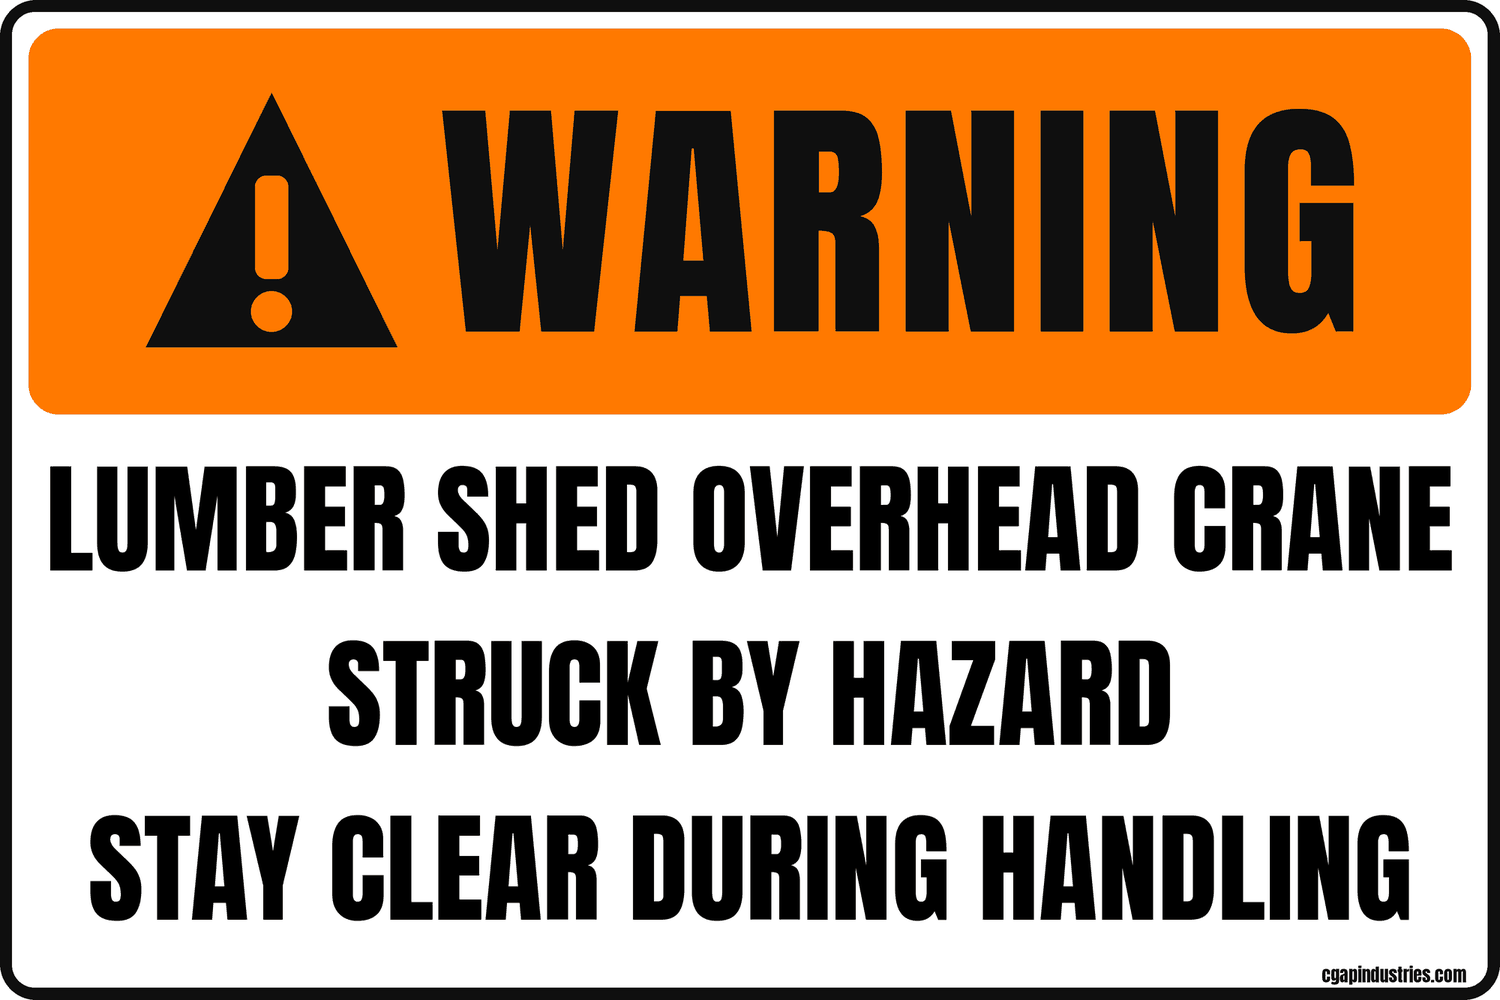 WARNING
LUMBER SHED OVERHEAD CRANE
STRUCK BY HAZARD
STAY CLEAR DURING HANDLING
cgapindustries.com